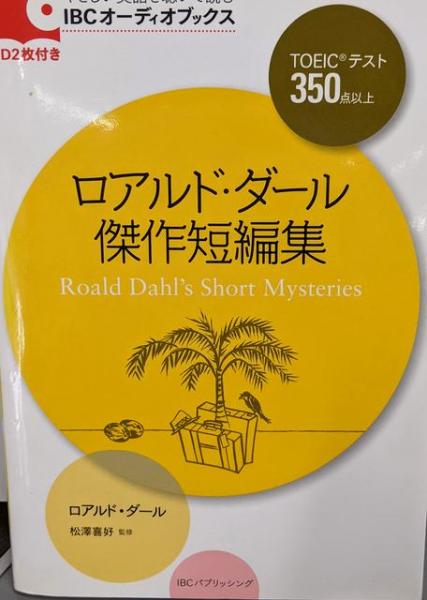 IBCオーディオブックス
D2枚付き
TOEIC®テスト
350点以上
ロアルド・ダール
傑作短編集
Roald Dahl's Short Mysteries
ロアルド・ダール
松澤喜好 監修
IBCパブリッシング